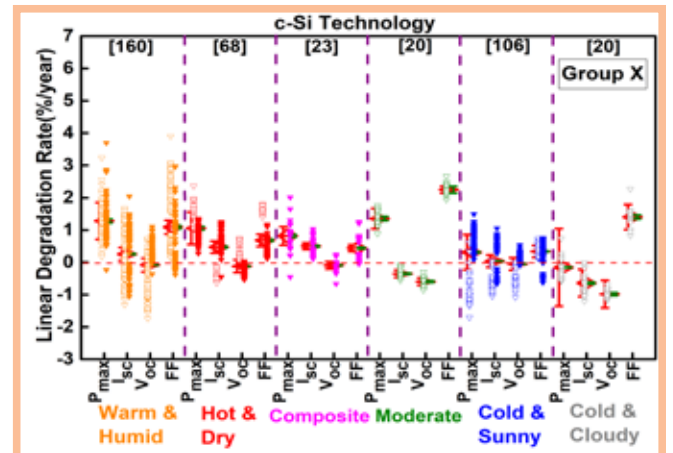 c-Si Technology
[160] [68] [23] [20] [106] [20]
Group X
Linear Degradation Rate(%/year)
7
6
5
4
3
2
1
0
-1
-2
-3
Pmax Isc Voc FF Pmax Isc Voc FF Pmax Isc Voc FF Pmax Isc Voc FF Pmax Isc Voc FF Pmax Isc Voc FF
Warm & Humid
Hot & Dry
Composite
Moderate
Cold & Sunny
Cold & Cloudy